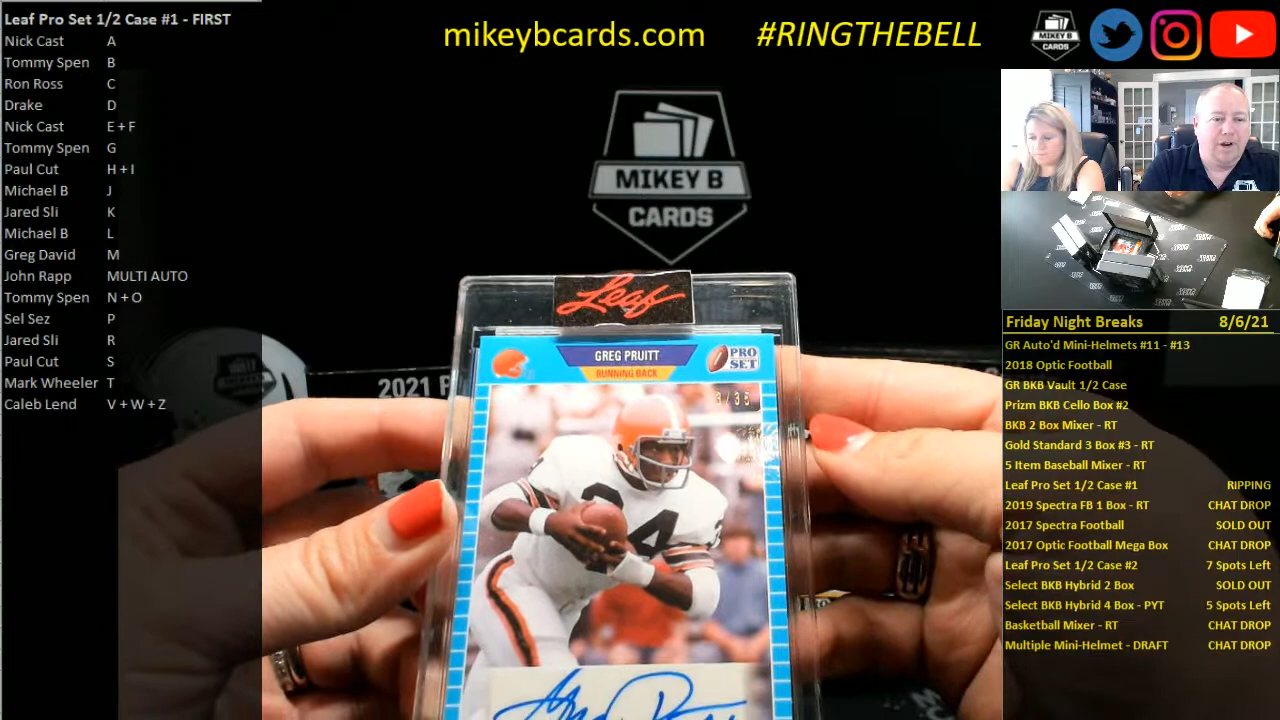 Leaf Pro Set 1/2 Case #1 - FIRST
Nick Cast A
Tommy Spen B
Ron Ross C
Drake D
Nick Cast E + F
Tommy Spen G
Paul Cut H + I
Michael B J
Jared Sli K
Michael B L
Greg David M
John Rapp MULTI AUTO
Tommy Spen N + O
Sel Sez P
Jared Sli R
Paul Cut S
Mark Wheeler T
Caleb Lend V + W + Z
mikeybcards.com #RINGTHEBELL
MIKEY B
CARDS
MIKEY B
CARDS
2021 P
Leaf
GREG PRUITT
RUNNING BACK
PRO
SET
3/35
34
Friday Night Breaks 8/6/21
GR Auto'd Mini-Helmets #11 - #13
2018 Optic Football
GR BKB Vault 1/2 Case
Prizm BKB Cello Box #2
BKB 2 Box Mixer - RT
Gold Standard 3 Box #3 - RT
5 Item Baseball Mixer - RT
Leaf Pro Set 1/2 Case #1 RIPPING
2019 Spectra FB 1 Box - RT CHAT DROP
2017 Spectra Football SOLD OUT
2017 Optic Football Mega Box CHAT DROP
Leaf Pro Set 1/2 Case #2 7 Spots Left
Select BKB Hybrid 2 Box SOLD OUT
Select BKB Hybrid 4 Box - PYT 5 Spots Left
Basketball Mixer - RT CHAT DROP
Multiple Mini-Helmet - DRAFT CHAT DROP